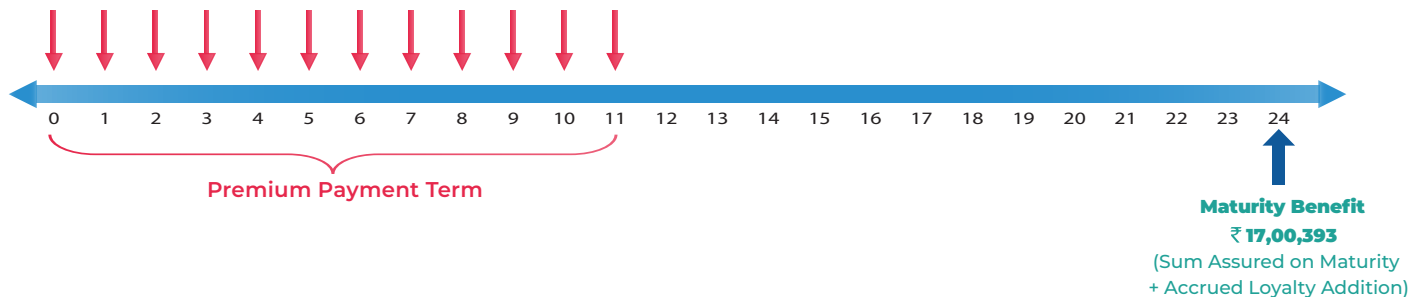 0 1 2 3 4 5 6 7 8 9 10 11 12 13 14 15 16 17 18 19 20 21 22 23 24
Premium Payment Term
Maturity Benefit
₹ 17,00,393
(Sum Assured on Maturity
+ Accrued Loyalty Addition)